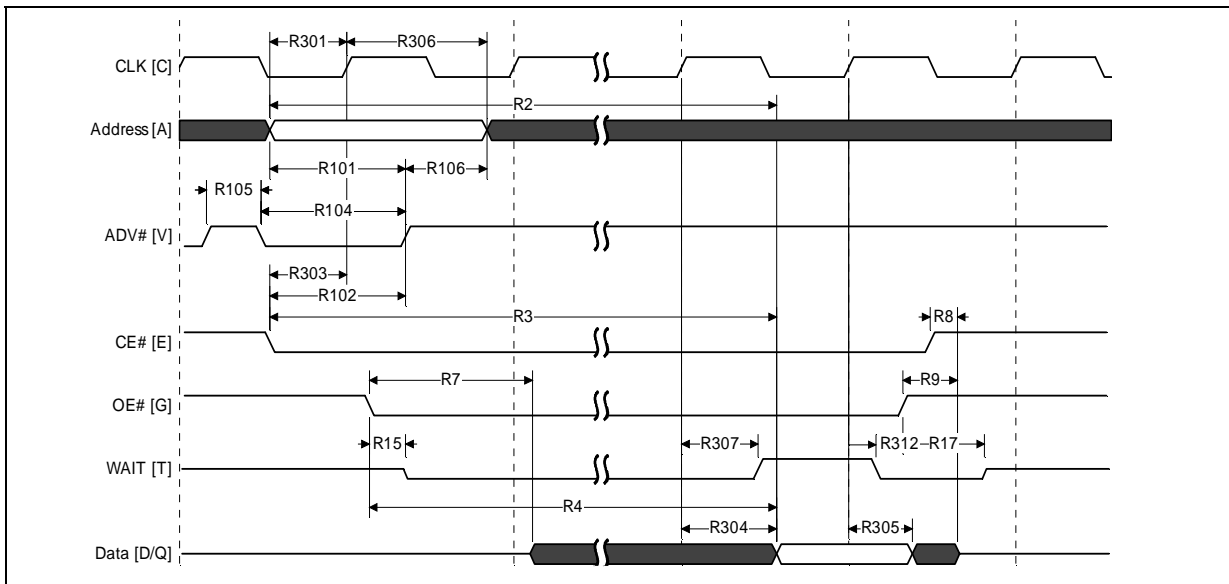 R301 R306
CLK [C]
R2
Address [A]
R101 R106
R105
R104
ADV# [V]
R303
R102
R3
R8
CE# [E]
R7
R9
OE# [G]
R15
R307
R312 R17
WAIT [T]
R4
R304
R305
Data [D/Q]